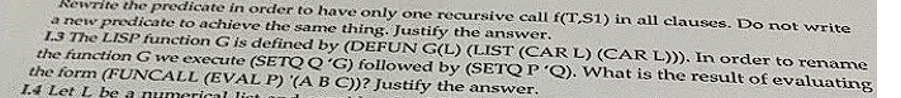 Rewrite the predicate in order to have only one recursive call f(T,S1) in all clauses. Do not write
a new predicate to achieve the same thing. Justify the answer.
1.3 The LISP function G is defined by (DEFUN G(L) (LIST (CAR L) (CAR L))). In order to rename
the function G we execute (SETQ Q 'G) followed by (SETQ P 'Q). What is the result of evaluating
the form (FUNCALL (EVAL P) '(A B C))? Justify the answer.
1.4 Let L be a numerical list and